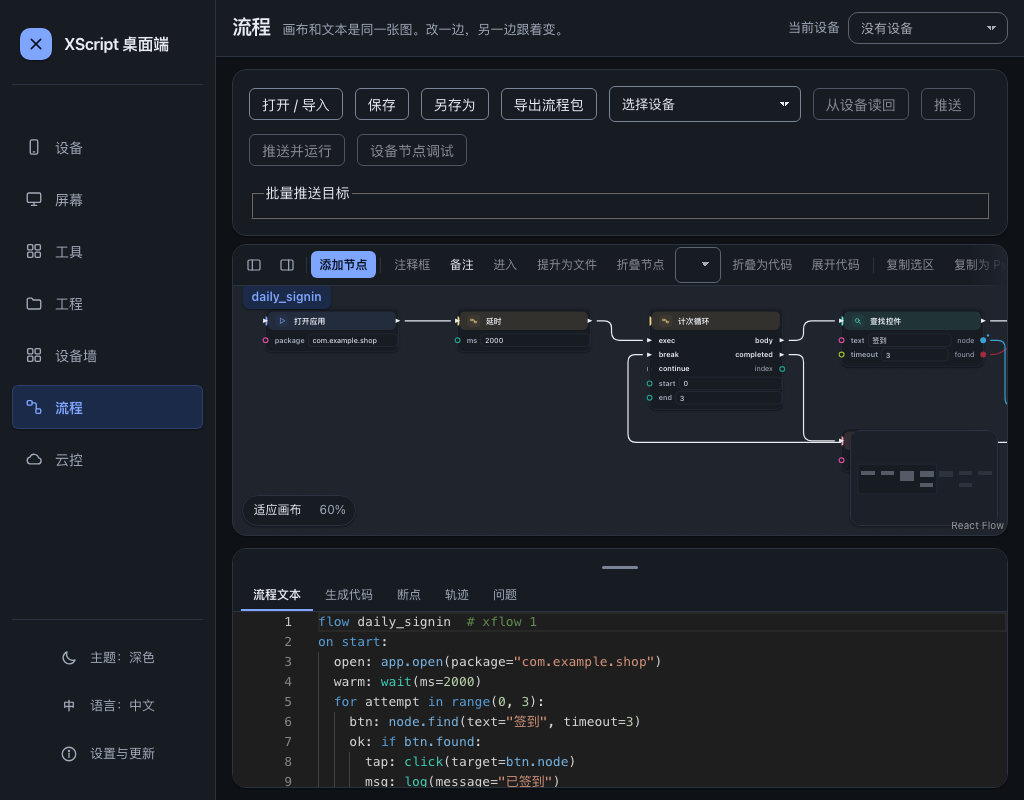 XScript 桌面端
设备
屏幕
工具
工程
设备墙
流程
云控
主题：深色
中 语言：中文
设置与更新
流程 画布和文本是同一张图。改一边，另一边跟着变。
当前设备 没有设备
打开 / 导入 保存 另存为 导出流程包 选择设备 从设备读回 推送
推送并运行 设备节点调试
批量推送目标
添加节点 注释框 备注 进入 提升为文件 折叠节点 折叠为代码 展开代码 复制选区 复制为
daily_signin
打开应用
package com.example.shop
延时
ms 2000
计次循环
exec body
break completed
continue index
start 0
end 3
查找控件
text 签到 node
timeout 3 found
适应画布 60%
React Flow
流程文本 生成代码 断点 轨迹 问题
1 flow daily_signin  # xflow 1
2 on start:
3   open: app.open(package="com.example.shop")
4   warm: wait(ms=2000)
5   for attempt in range(0, 3):
6     btn: node.find(text="签到", timeout=3)
7     ok: if btn.found:
8       tap: click(target=btn.node)
9       msg: log(message="已签到")